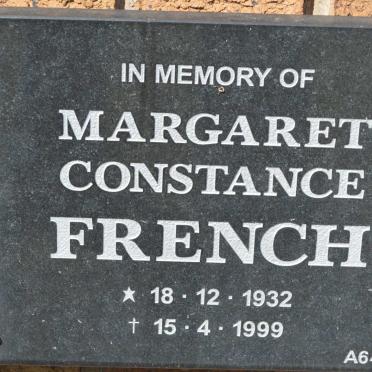 IN MEMORY OF
MARGARET
CONSTANCE
FRENCH
★ 18 · 12 · 1932
† 15 · 4 · 1999